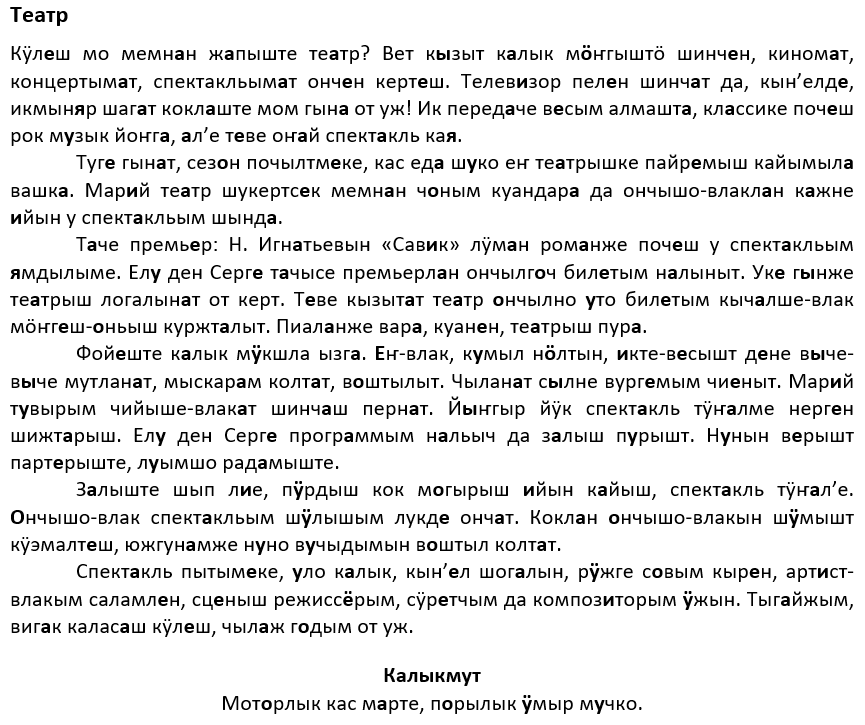 Театр
Кӱлеш мо мемнан жапыште театр? Вет кызыт калык мӧҥгыштӧ шинчен, киномат,
концертымат, спектакльымат ончен кертеш. Телевизор пелен шинчат да, кын’елде,
икмыняр шагат коклаште мом гына от уж! Ик передаче весым алмашта, классике почеш
рок музык йоҥга, ал’е теве оҥай спектакль кая.
Туге гынат, сезон почылтмеке, кас еда шуко еҥ театрышке пайремыш кайымыла
вашка. Марий театр шукертсек мемнан чоным куандара да ончышо-влаклан кажне
ийын у спектакльым шында.
Таче премьер: Н. Игнатьевын «Савик» лӱман романже почеш у спектакльым
ямдылыме. Елу ден Серге тачысе премьерлан ончылгоч билетым налыныт. Уке гынже
театрыш логалынат от керт. Теве кызытат театр ончылно уто билетым кычалше-влак
мӧҥгеш-оньыш куржталыт. Пиаланже вара, куанен, театрыш пура.
Фойеште калык мӱкшла ызга. Еҥ-влак, кумыл нӧлтын, икте-весышт дене выче-
выче мутланат, мыскарам колтат, воштылыт. Чыланат сылне вургемым чиеныт. Марий
тувырым чийыше-влакат шинчаш пернат. Йыҥгыр йӱк спектакль тӱҥалме нерген
шижтарыш. Елу ден Серге программым нальыч да залыш пурышт. Нунын верышт
партерыште, луымшо радамыште.
Залыште шып лие, пӱрдыш кок могырыш ийын кайыш, спектакль тӱҥал’е.
Ончышо-влак спектакльым шӱлышым лукде ончат. Коклан ончышо-влакын шӱмышт
кӱэмалтеш, южгунамже нуно вучыдымын воштыл колтат.
Спектакль пытымеке, уло калык, кын’ел шогалын, рӱжге совым кырен, артист-
влакым саламлен, сценыш режиссёрым, сӱретчым да композиторым ӱжын. Тыгайжым,
вигак каласаш кӱлеш, чылаж годым от уж.
Калыкмут
Моторлык кас марте, порылык ӱмыр мучко.